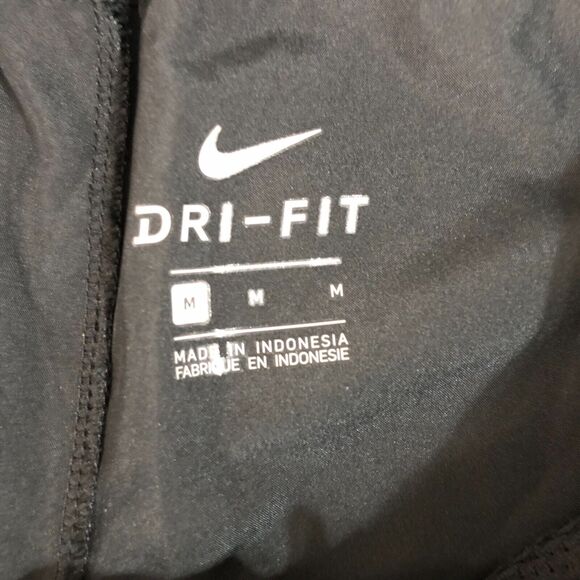 DRI-FIT
M M M
MADE IN INDONESIA
FABRIQUE EN INDONESIE